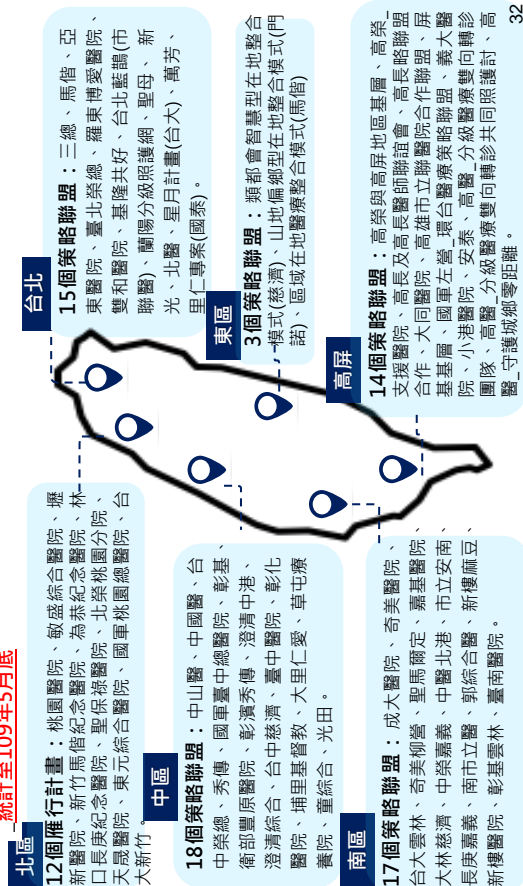 統計至109年5月底
北區
12個僱行計畫：桃園醫院、敏盛綜合醫院、壢
新醫院、新竹馬偕紀念醫院、為恭紀念醫院、林
口長庚紀念醫院、聖保祿醫院、北榮桃園分院、
天晟醫院、東元綜合醫院、國軍桃園總醫院、台
大新竹。
中區
18個策略聯盟：中山醫、中國醫、台
中榮總、秀傳、國軍臺中總醫院、彰基、
衛部豐原醫院、彰濱秀傳、澄清中港、
澄清綜合、台中慈濟、臺中醫院、彰化
醫院、埔里基督教、大里仁愛、草屯療
養院、童綜合、光田。
南區
17個策略聯盟：成大醫院、奇美醫院、
台大雲林、奇美柳營、聖馬爾定、嘉基醫院、
大林慈濟、中榮嘉義、中醫北港、市立安南、
長庚嘉義、南市立醫、郭綜合醫、新樓麻豆、
新樓醫院、彰基雲林、臺南醫院。
台北
15個策略聯盟：三總、馬偕、亞
東醫院、臺北榮總、羅東博愛醫院、
雙和醫院、基隆共好、台北藍鵲(市
聯醫)、蘭陽分級照護網、聖母、新
光、北醫、星月計畫(台大)、萬芳、
里仁專案(國泰)。
東區
3個策略聯盟：類都會智慧型在地整合
模式(慈濟)、山地偏鄉型在地整合模式(門
諾)、區域在地醫療整合模式(馬偕)
高屏
14個策略聯盟：高榮與高屏地區基層、高榮_
支援醫院、高長及高長醫師聯誼會、高長略聯盟
合作、大同醫院、高雄市立聯醫院合作聯盟、屏
基基層、國軍左營_環台醫療策略聯盟、義大醫
院、小港醫院、安泰、高醫_分級醫療雙向轉診
團隊、高醫_分級醫療雙向轉診共同照護討、高
醫_守護城鄉零距離。
32